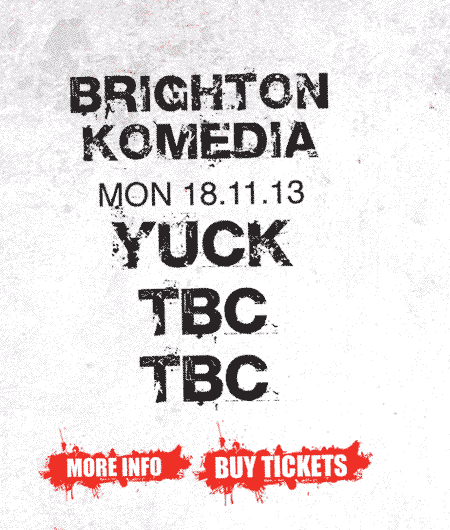 BRIGHTON
KOMEDIA
MON 18.11.13
YUCK
TBC
TBC
MORE INFO BUY TICKETS